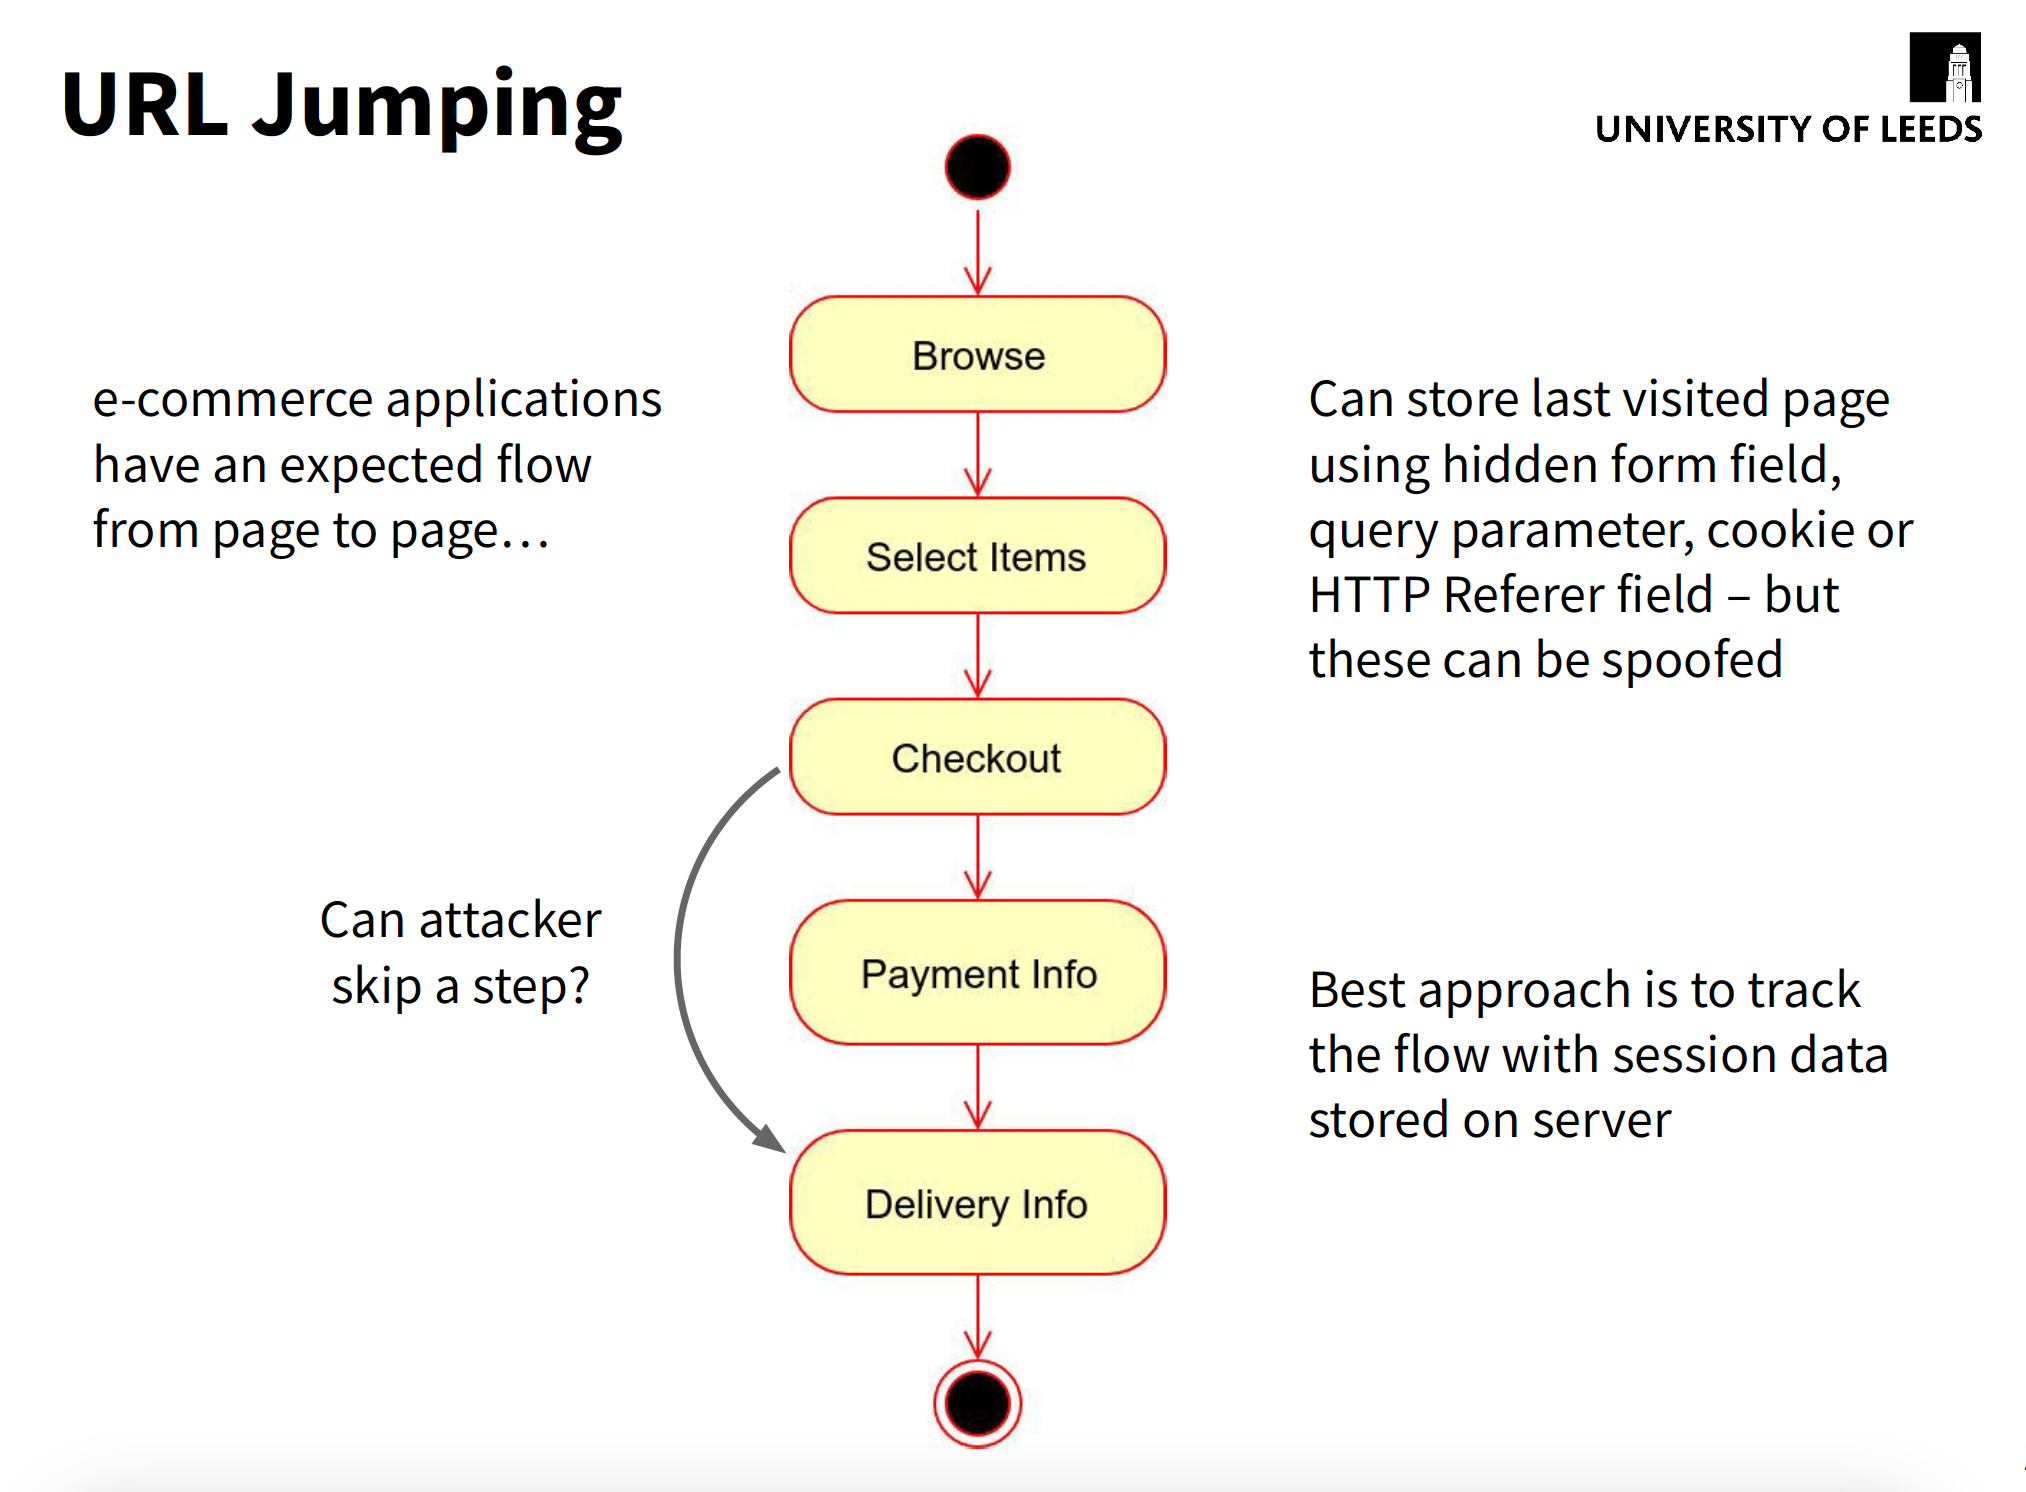 URL Jumping
UNIVERSITY OF LEEDS
e-commerce applications
have an expected flow
from page to page…
Can attacker
skip a step?
Browse
Select Items
Checkout
Payment Info
Delivery Info
Can store last visited page
using hidden form field,
query parameter, cookie or
HTTP Referer field – but
these can be spoofed
Best approach is to track
the flow with session data
stored on server